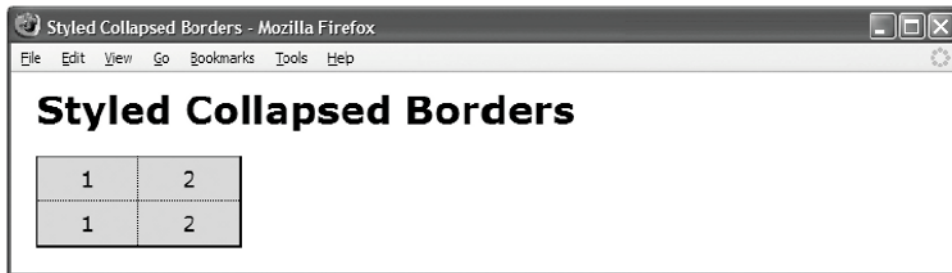 Styled Collapsed Borders - Mozilla Firefox
File Edit View Go Bookmarks Tools Help
Styled Collapsed Borders
1 2
1 2